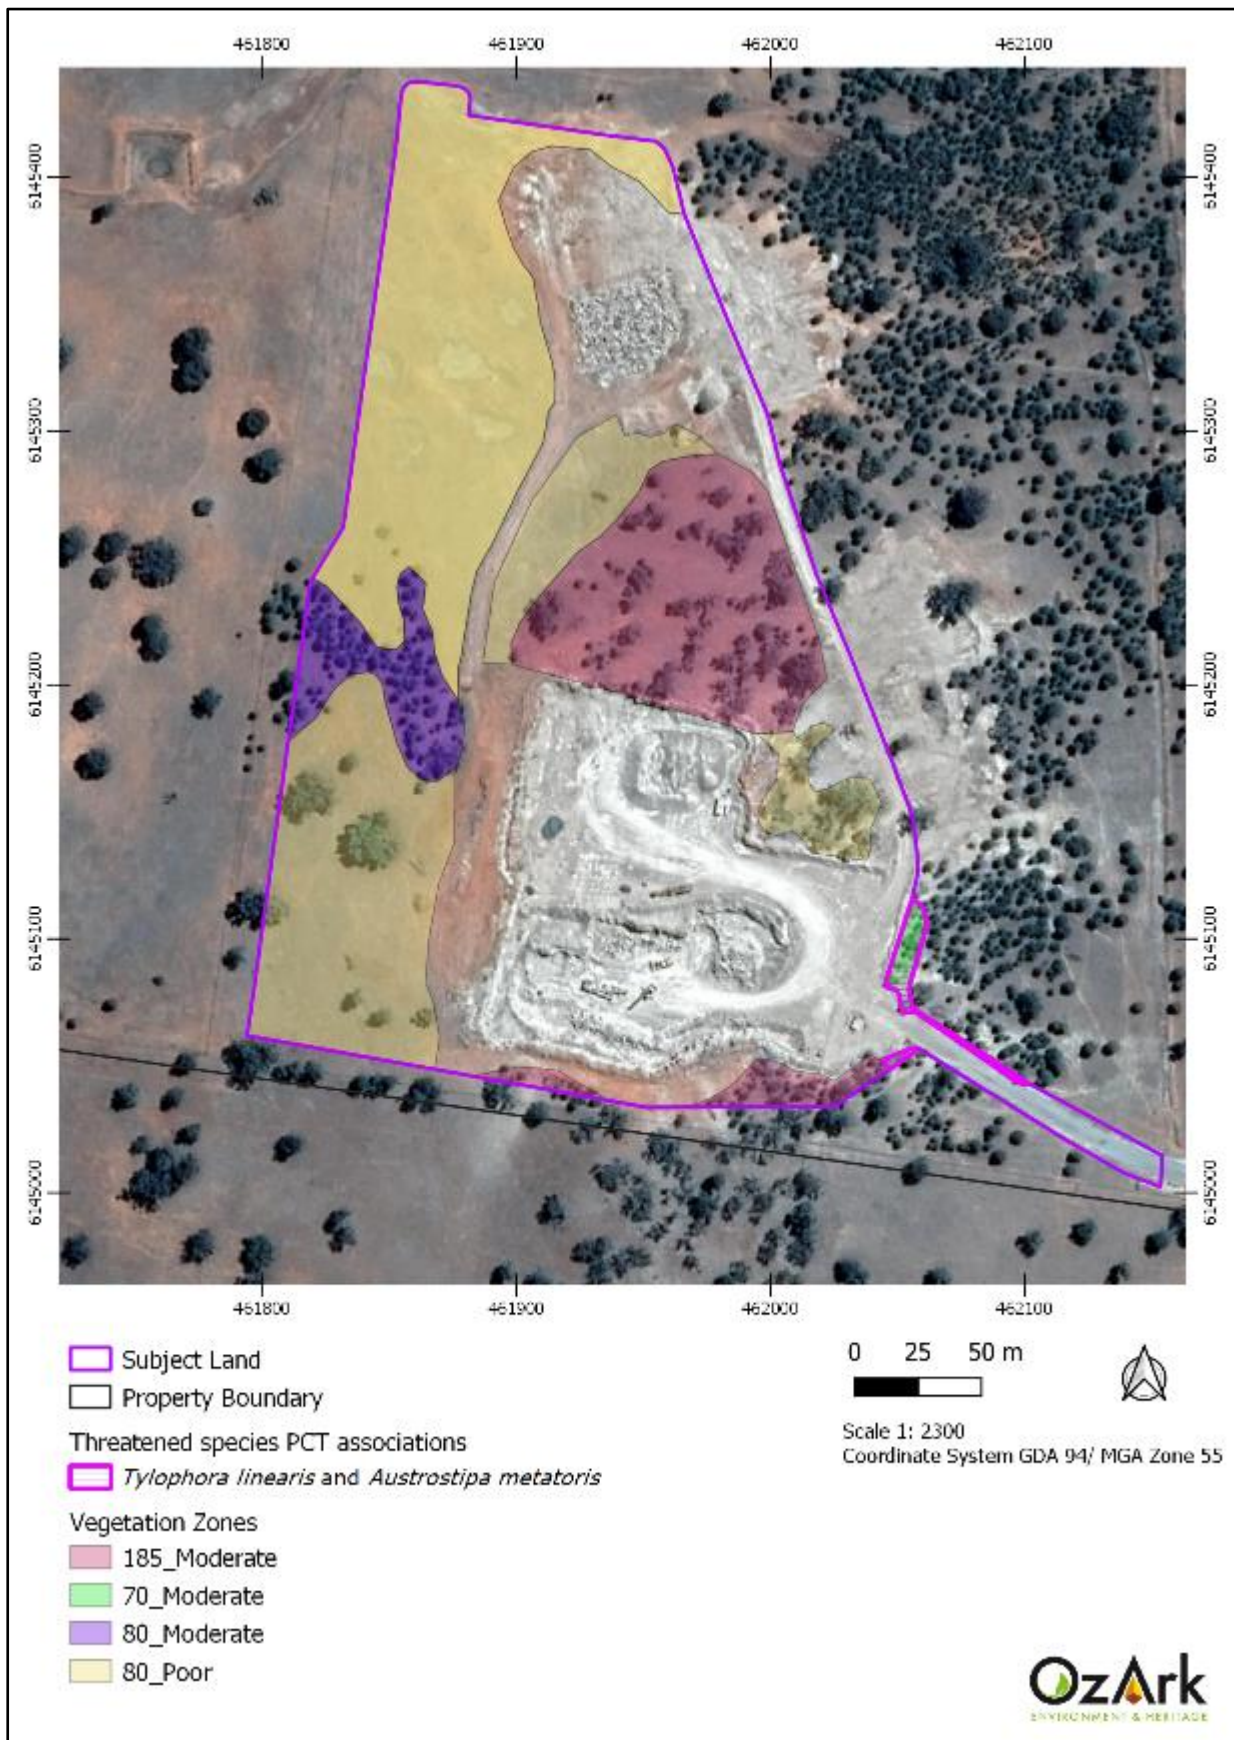 461800 461900 462000 462100
6145400 6145400
6145300 6145300
6145200 6145200
6145100 6145100
6145000 6145000
461800 461900 462000 462100
Subject Land
Property Boundary
Threatened species PCT associations
Tylophora linearis and Austrostipa metatoris
Vegetation Zones
185_Moderate
70_Moderate
80_Moderate
80_Poor
0 25 50 m
Scale 1: 2300
Coordinate System GDA 94/ MGA Zone 55
OzArk
ENVIRONMENT & HERITAGE